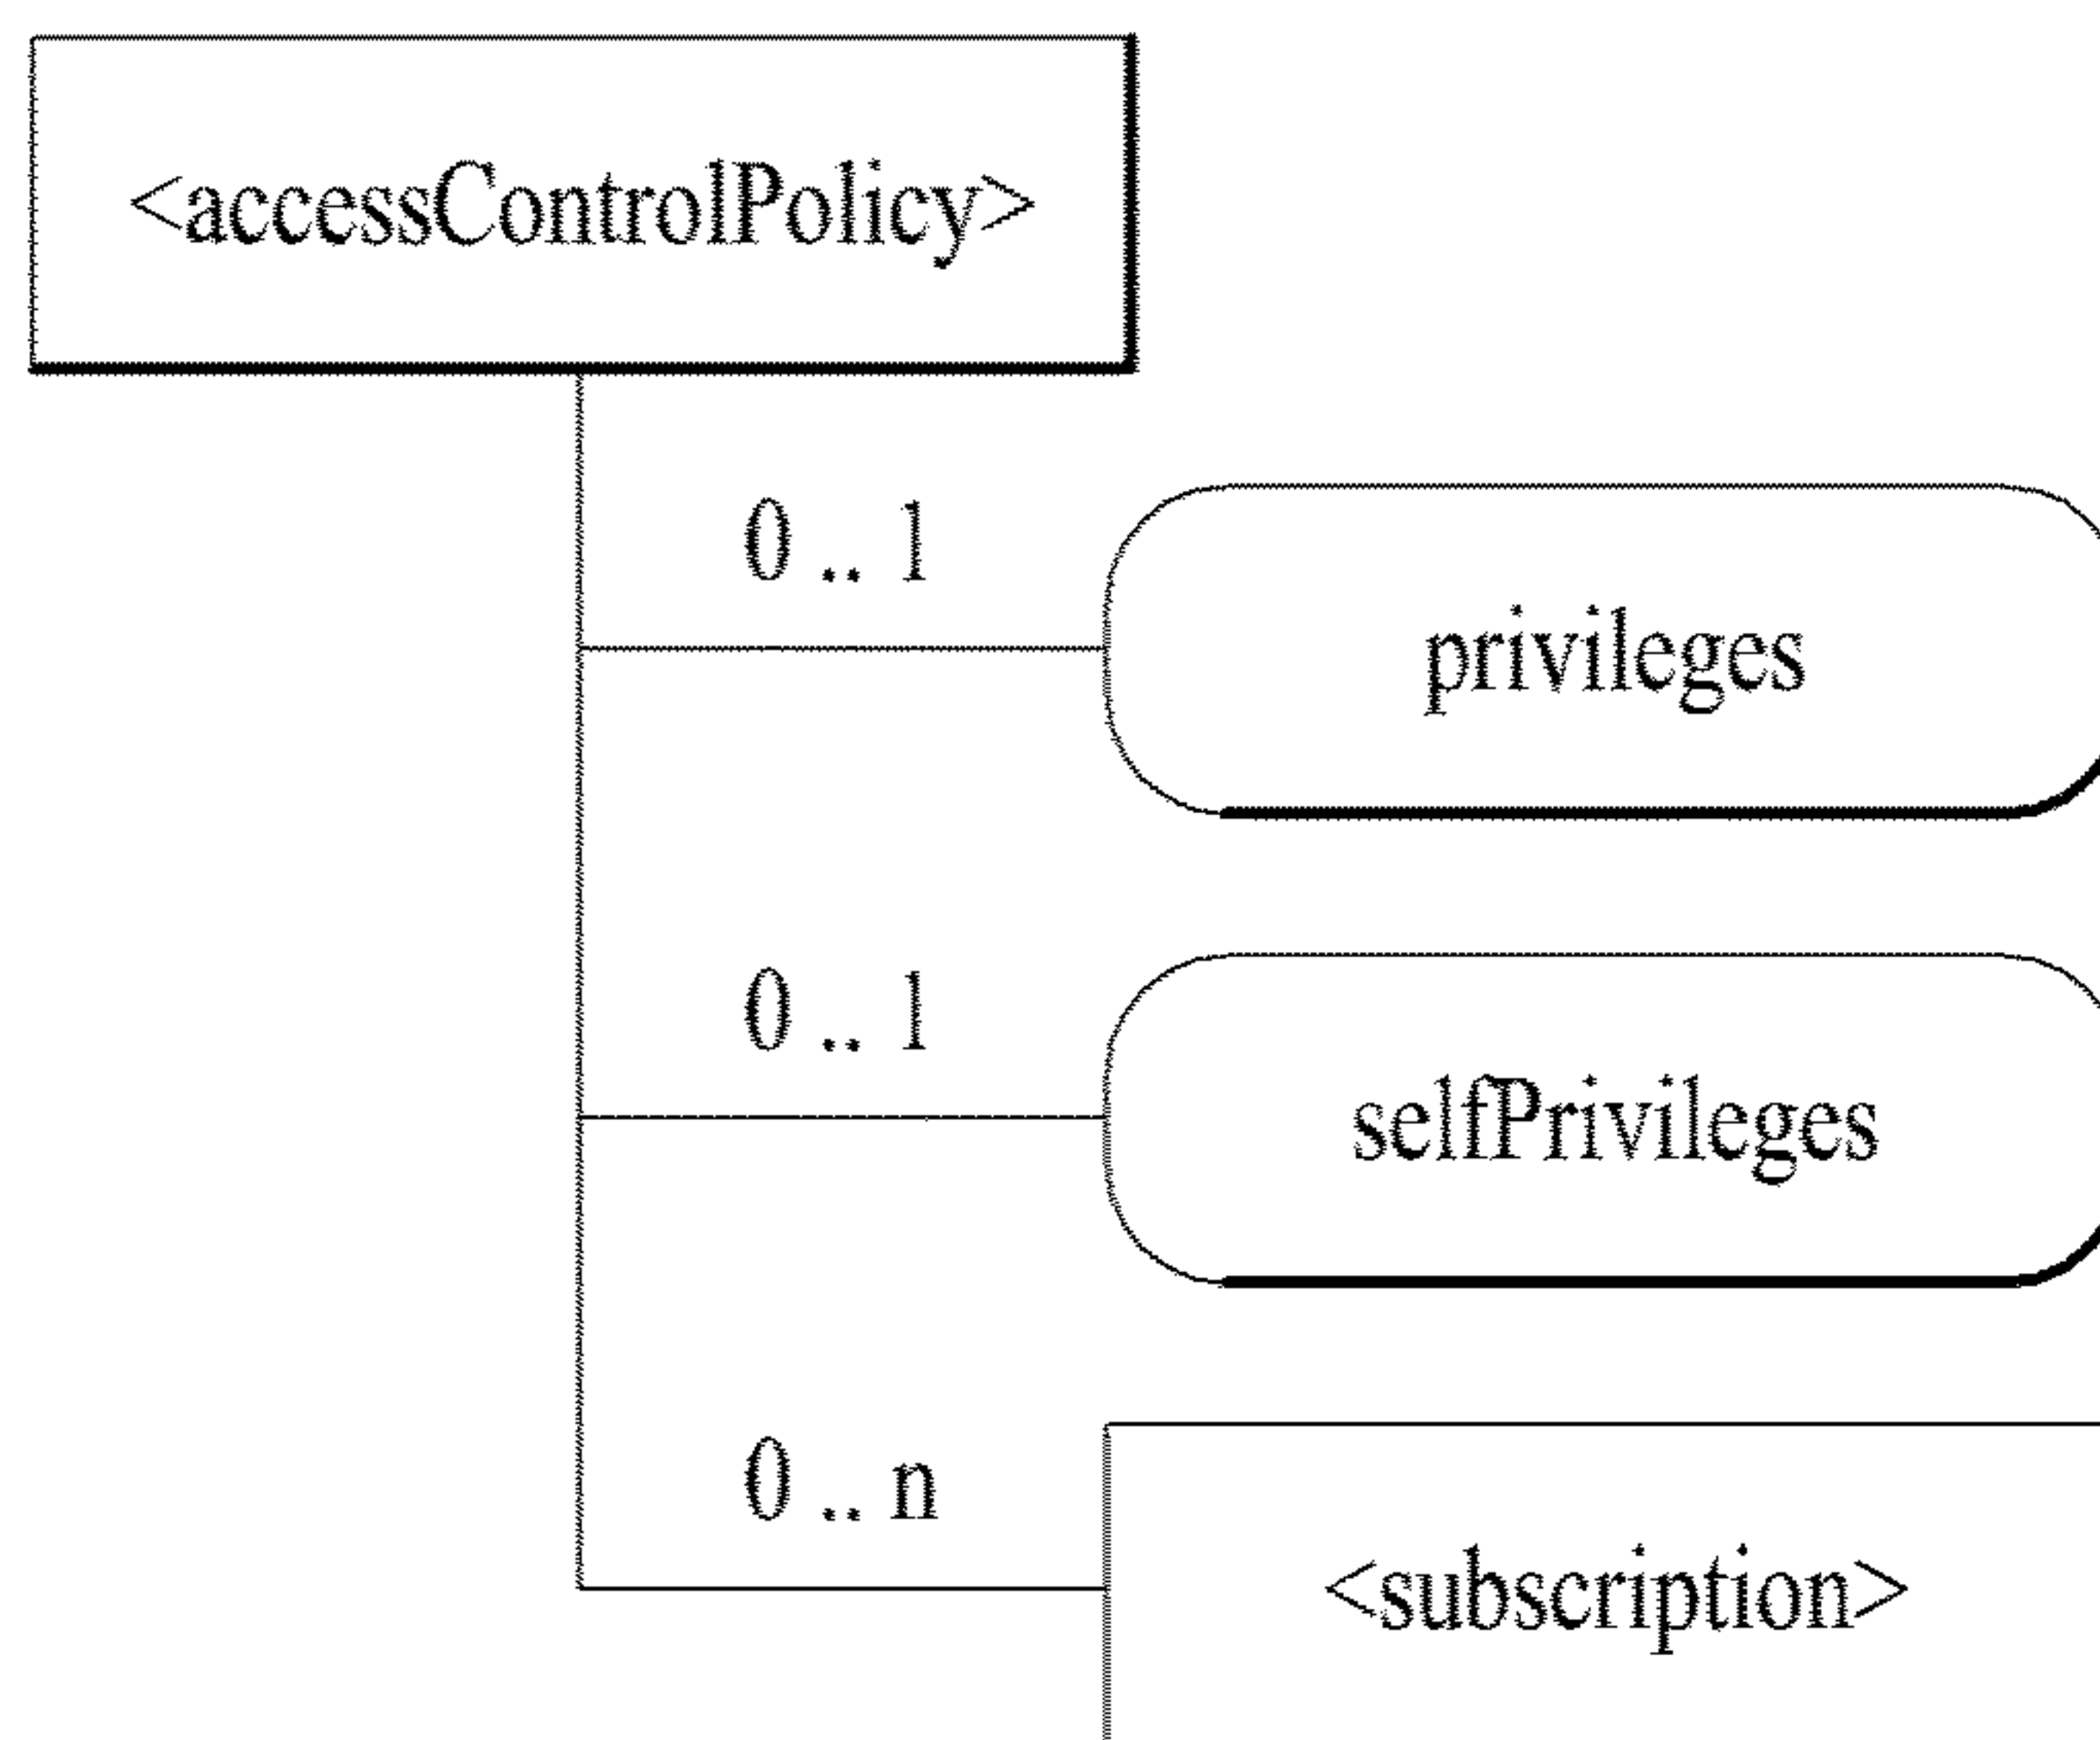 <accessControlPolicy>
0 .. 1
privileges
0 .. 1
selfPrivileges
0 .. n
<subscription>